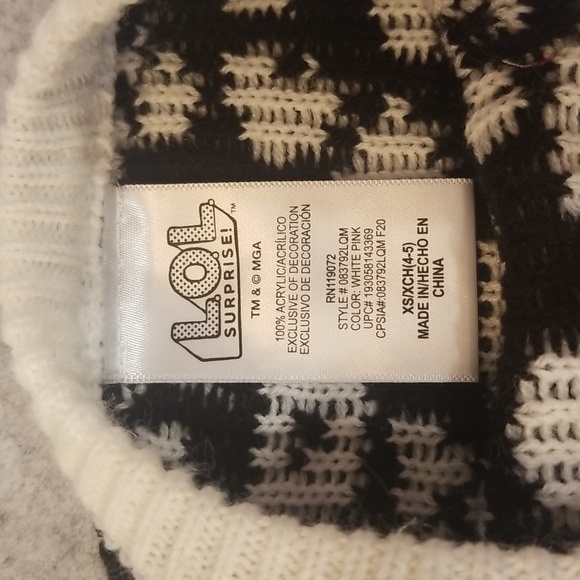 L.O.L.
SURPRISE!™
TM & © MGA
100% ACRYLIC/ACRÍLICO
EXCLUSIVE OF DECORATION
EXCLUSIVO DE DECORACIÓN
RN119072
STYLE # 083792LQM
COLOR: WHITE PINK
UPC# 193058143369
CPSIA#:083792LQM F20
XS/XCH(4-5)
MADE IN/HECHO EN
CHINA